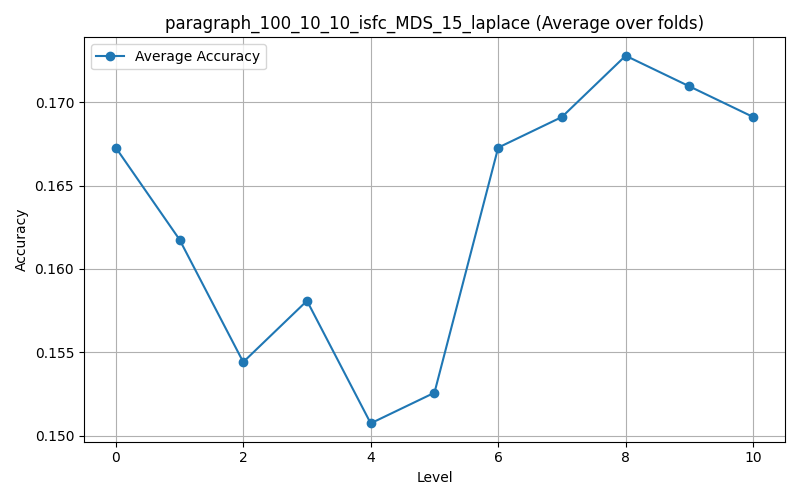 paragraph_100_10_10_isfc_MDS_15_laplace (Average over folds)
Average Accuracy
Accuracy
0.170
0.165
0.160
0.155
0.150
0 2 4 6 8 10
Level